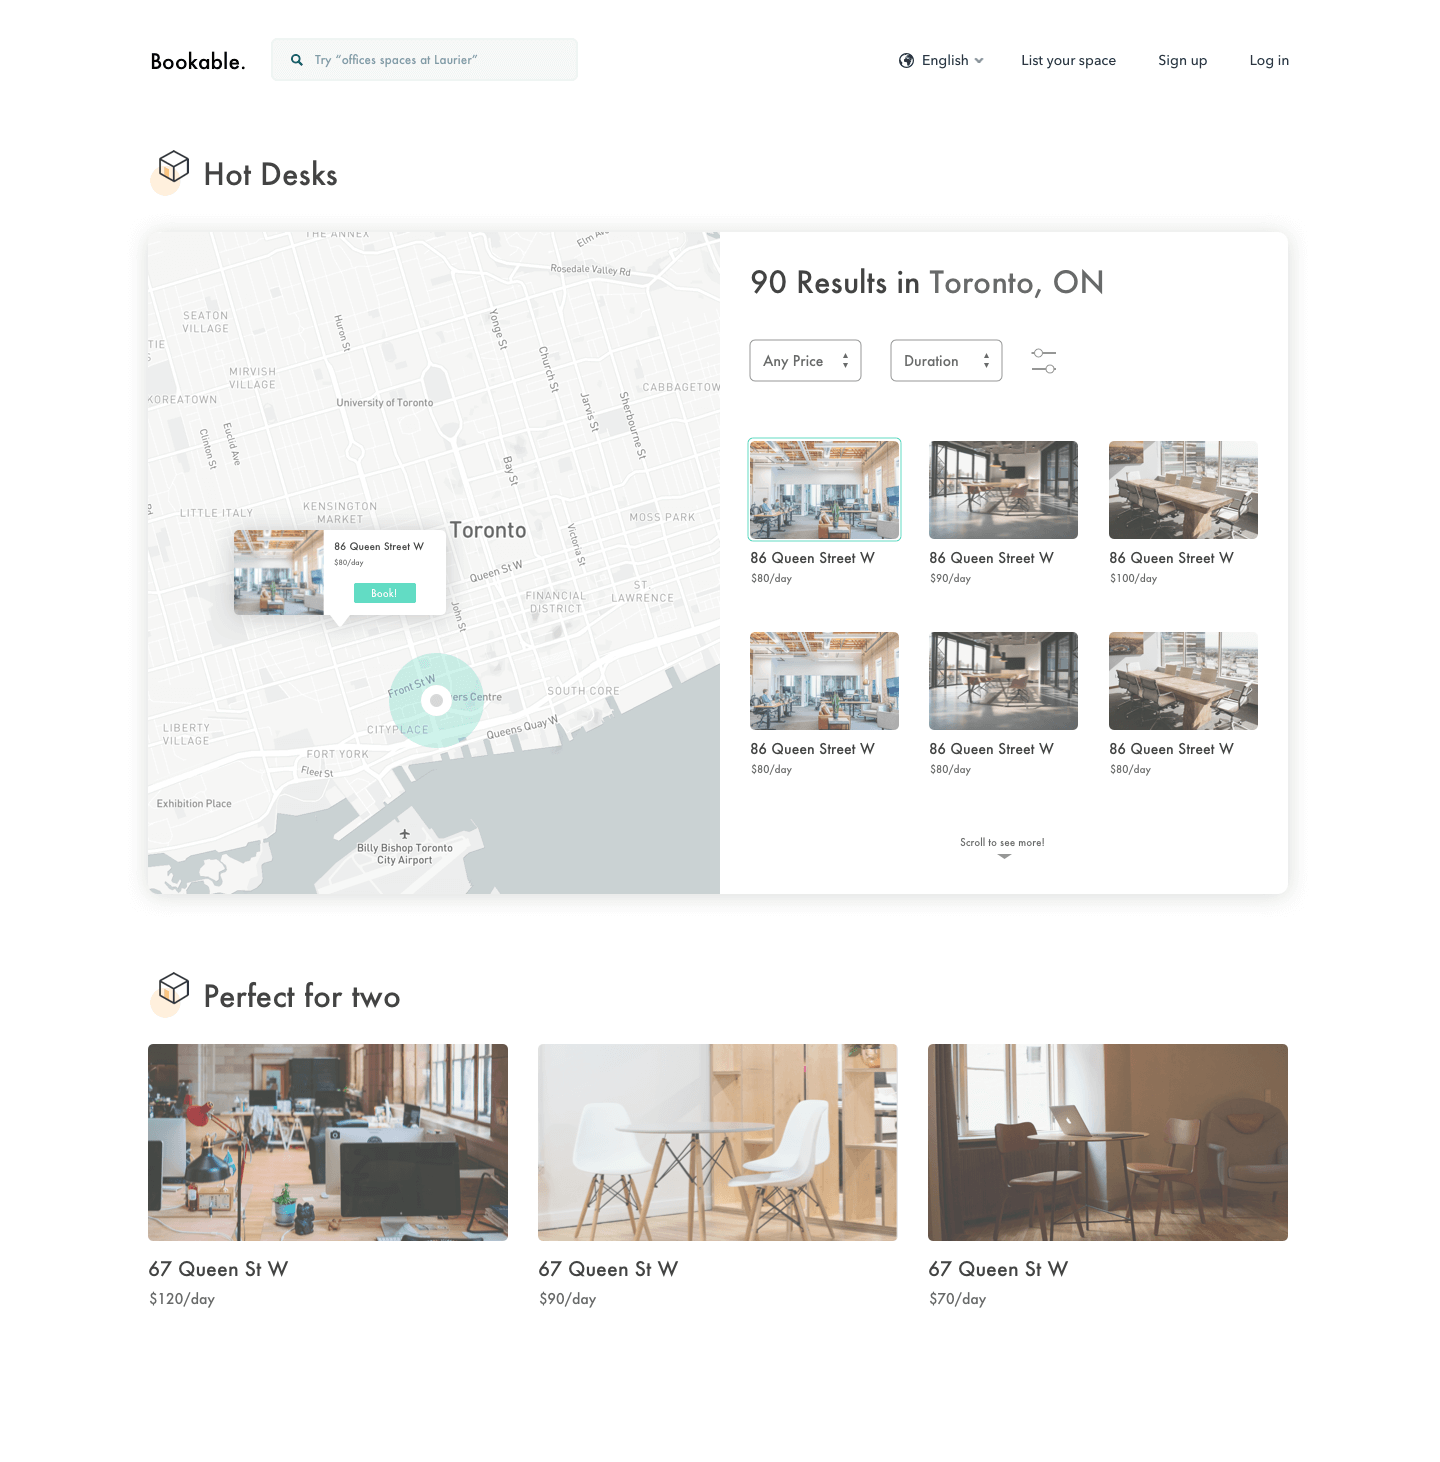 Bookable.
Try “offices spaces at Laurier”
English
List your space
Sign up
Log in
Hot Desks
THE ANNEX
Elm Av
Rosedale Valley Rd
SEATON
VILLAGE
Huron St
Yonge St
TIE
S
Church St
MIRVISH
VILLAGE
CABBAGETOW
KOREATOWN
University of Toronto
Jarvis St
Sherbourne St
Clinton St
Euclid Ave
Bay St
KENSINGTON
MARKET
LITTLE ITALY
Rd
MOSS PARK
Toronto
Victoria St
86 Queen Street W
$80/day
Book!
Queen St W
FINANCIAL
DISTRICT
ST.
LAWRENCE
John St
Front St W
ers Centre
SOUTH CORE
LIBERTY
VILLAGE
CITYPLACE
Queens Quay W
FORT YORK
Fleet St
Exhibition Place
Billy Bishop Toronto
City Airport
90 Results in Toronto, ON
Any Price
Duration
86 Queen Street W
$80/day
86 Queen Street W
$90/day
86 Queen Street W
$100/day
86 Queen Street W
$80/day
86 Queen Street W
$80/day
86 Queen Street W
$80/day
Scroll to see more!
Perfect for two
67 Queen St W
$120/day
67 Queen St W
$90/day
67 Queen St W
$70/day